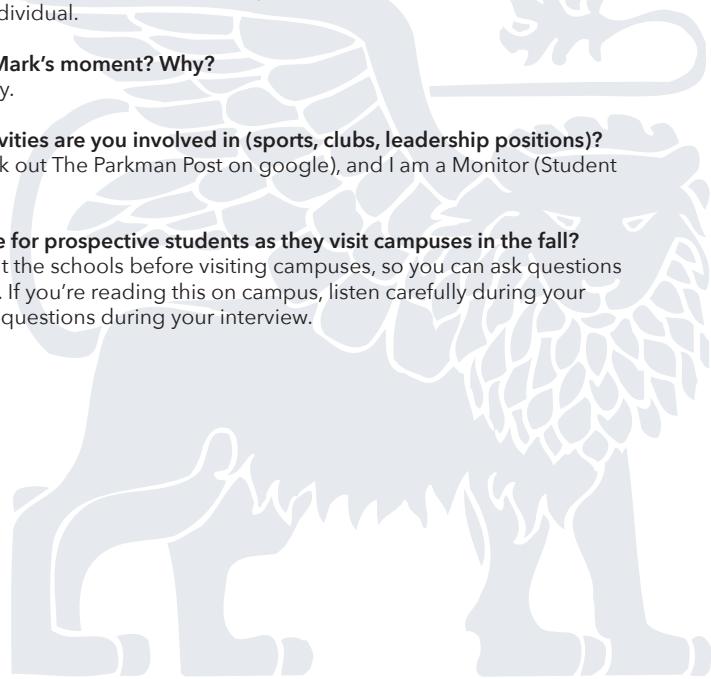 dividual.
Mark’s moment? Why?
y.
vities are you involved in (sports, clubs, leadership positions)?
k out The Parkman Post on google), and I am a Monitor (Student
e for prospective students as they visit campuses in the fall?
t the schools before visiting campuses, so you can ask questions
. If you’re reading this on campus, listen carefully during your
questions during your interview.